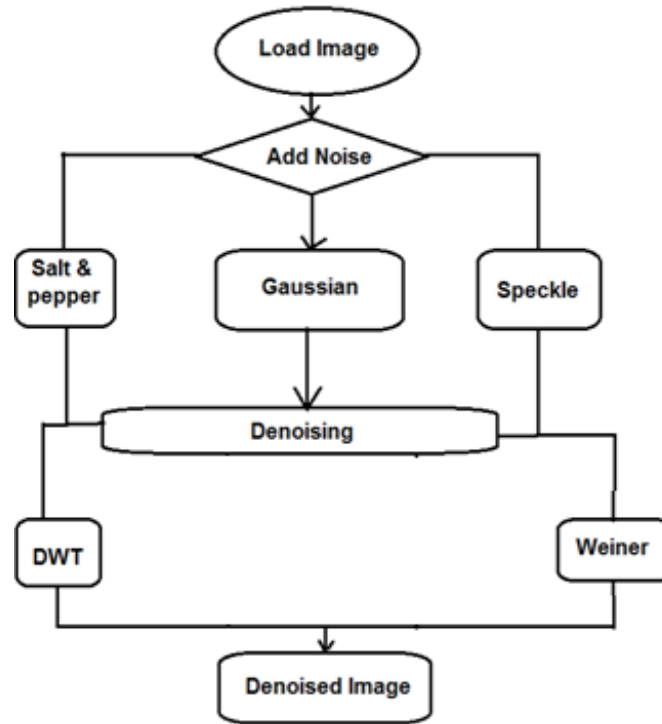 Load Image
Add Noise
Salt &
pepper
Gaussian
Speckle
Denoising
DWT
Weiner
Denoised Image